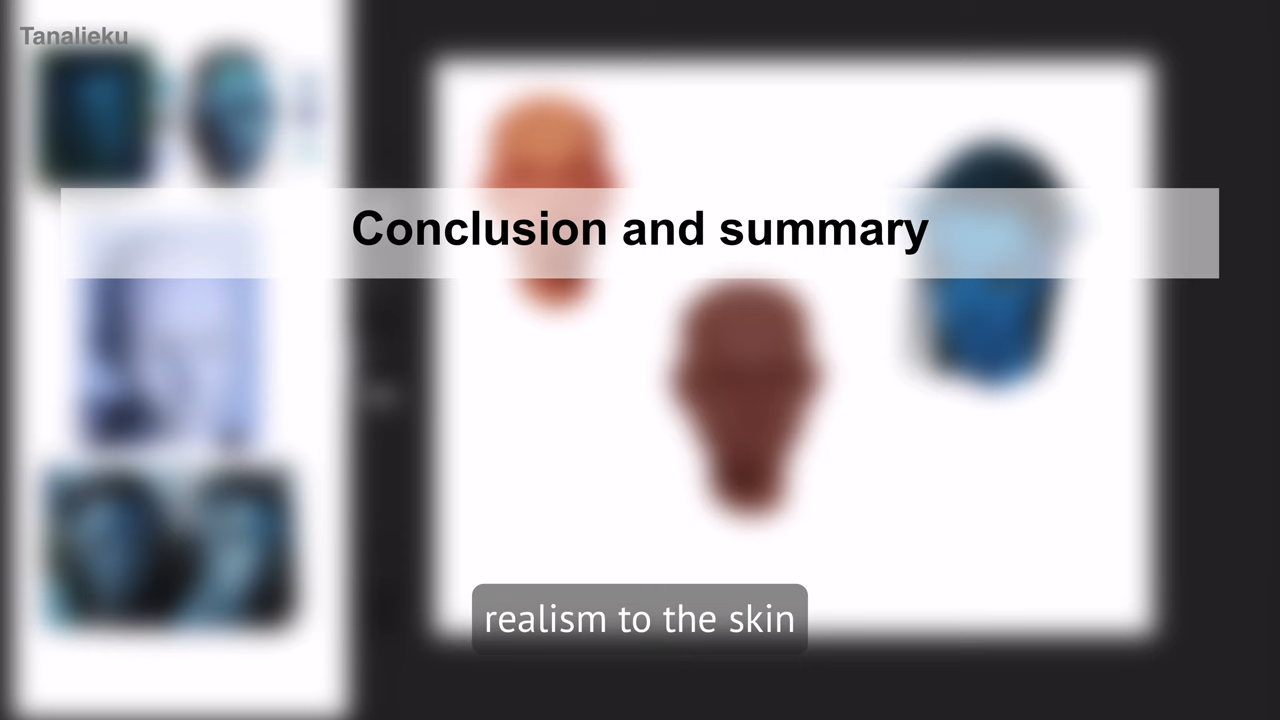 Tanalieku
Conclusion and summary
realism to the skin